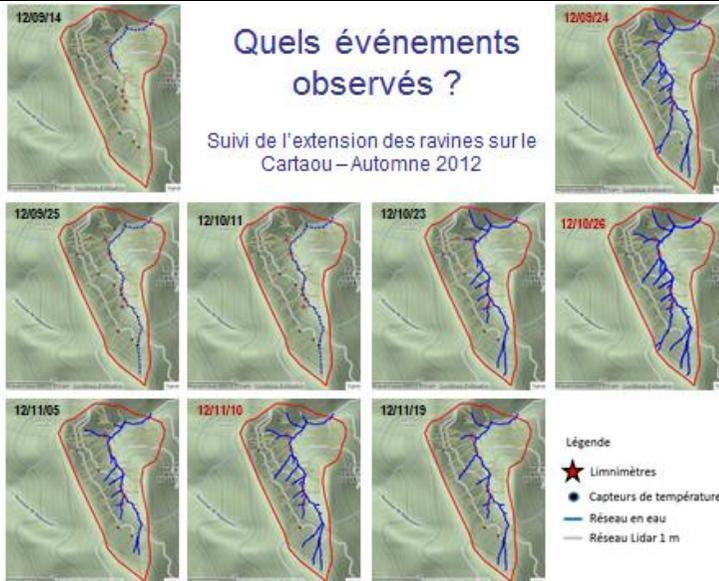 12/09/14
Quels événements
observés ?
Suivi de l'extension des ravines sur le
Cartaou – Automne 2012
12/09/24
12/09/25
12/10/11
12/10/23
12/10/26
12/11/05
12/11/10
12/11/19
Légende
Limnimètres
Capteurs de température
Réseau en eau
Réseau Lidar 1 m